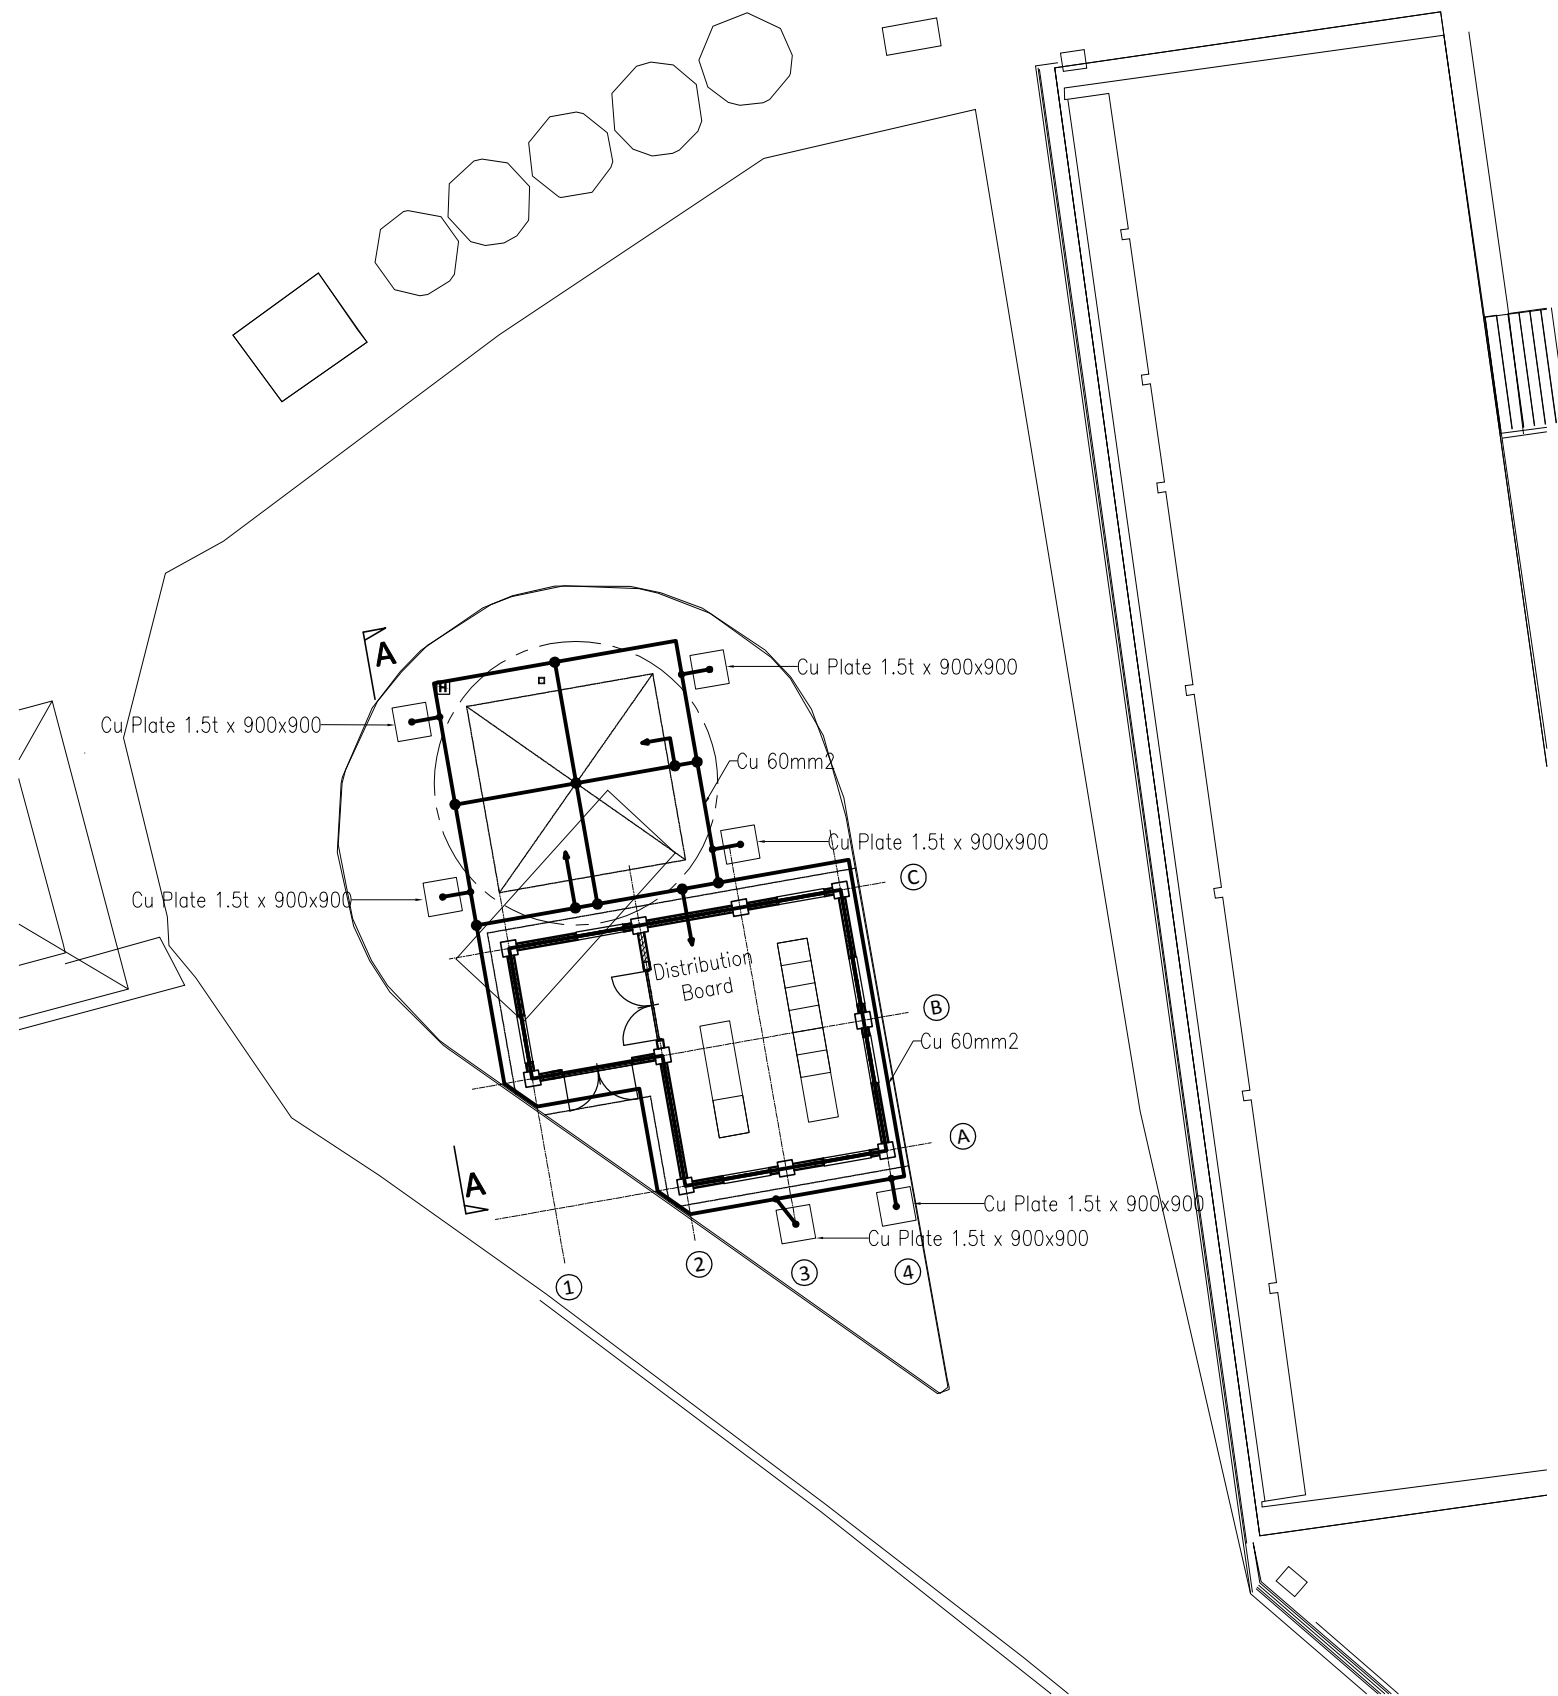 A
Cu Plate 1.5t x 900x900
H
Cu Plate 1.5t x 900x900
Cu 60mm2
Cu Plate 1.5t x 900x900
C
Cu Plate 1.5t x 900x900
Distribution
Board
B
Cu 60mm2
A
A
Cu Plate 1.5t x 900x900
Cu Plate 1.5t x 900x900
1
2
3
4